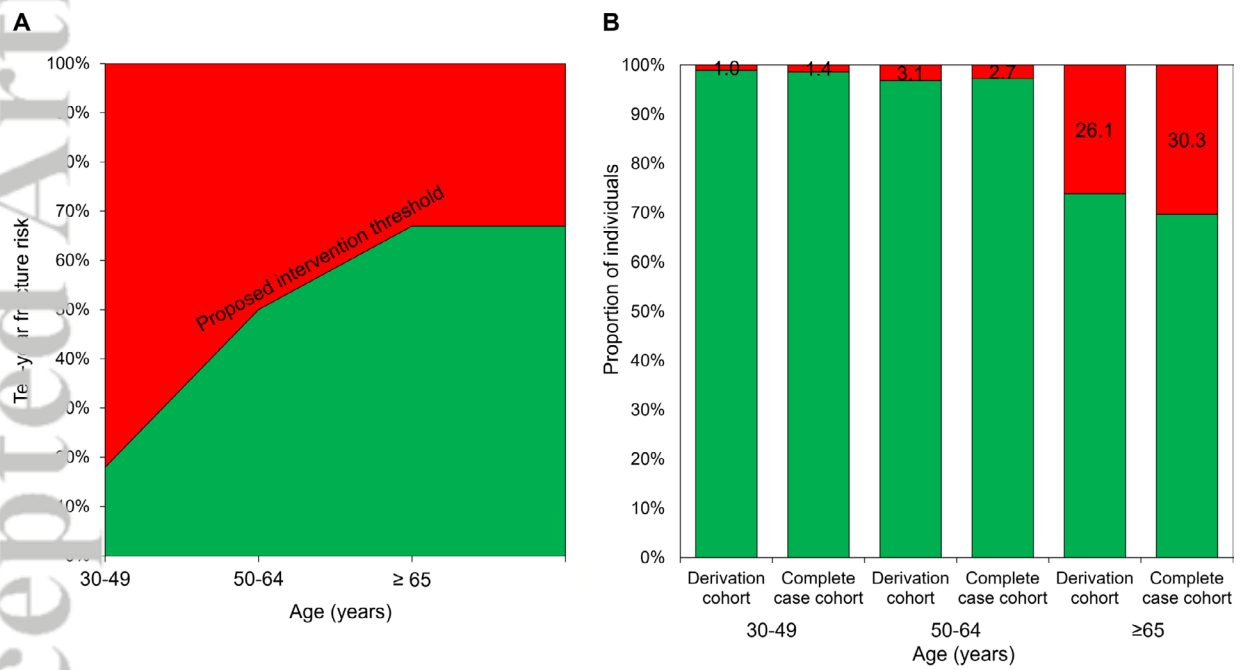 A
100%
70%
60%
40%
Proposed intervention threshold
30-49
50-64
≥ 65
Age (years)
B
Proportion of individuals
100%
90%
80%
70%
60%
50%
40%
30%
20%
10%
0%
1.0
1.4
3.1
2.7
26.1
30.3
Derivation cohort
Complete case cohort
Derivation cohort
Complete case cohort
Derivation cohort
Complete case cohort
30-49
50-64
≥65
Age (years)